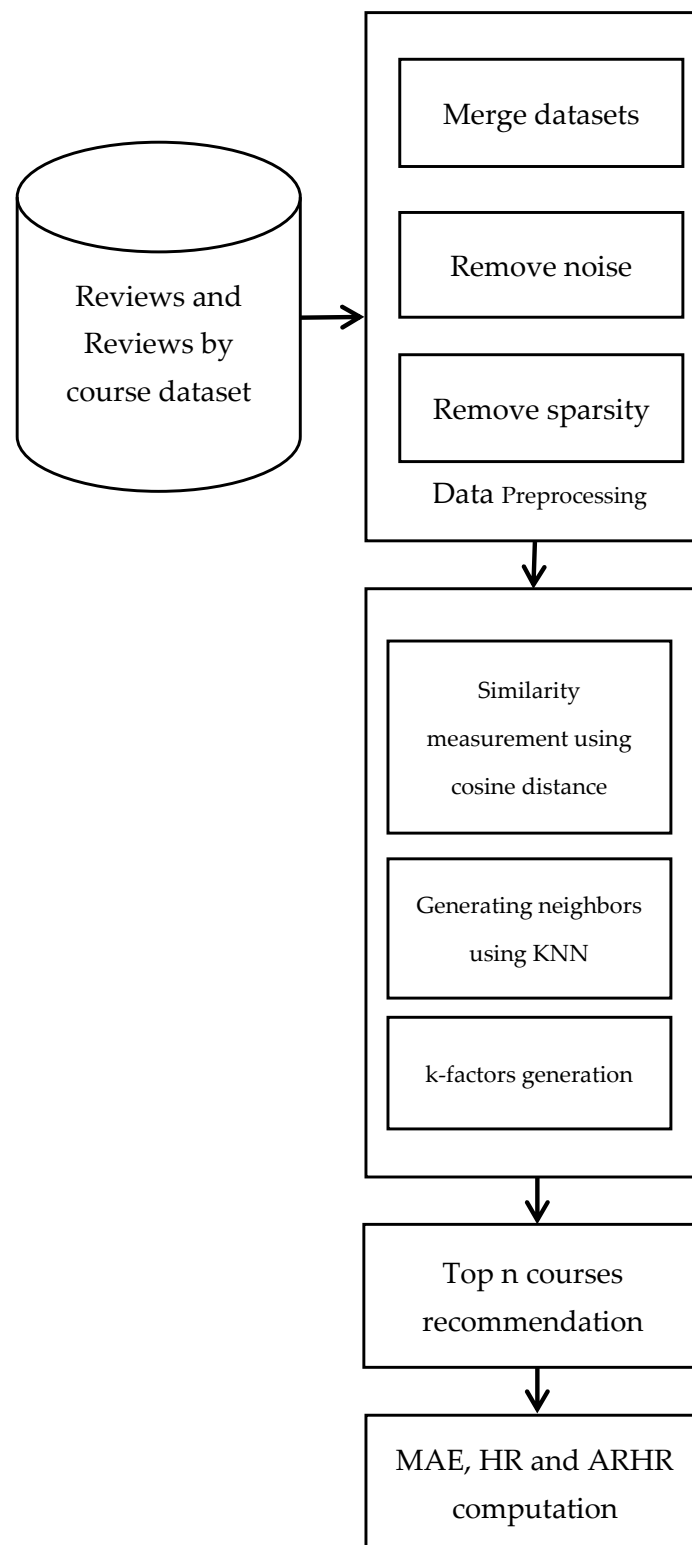 Merge datasets
Remove noise
Reviews and
Reviews by
course dataset
Remove sparsity
Data Preprocessing
Similarity
measurement using
cosine distance
Generating neighbors
using KNN
k-factors generation
Top n courses
recommendation
MAE, HR and ARHR
computation